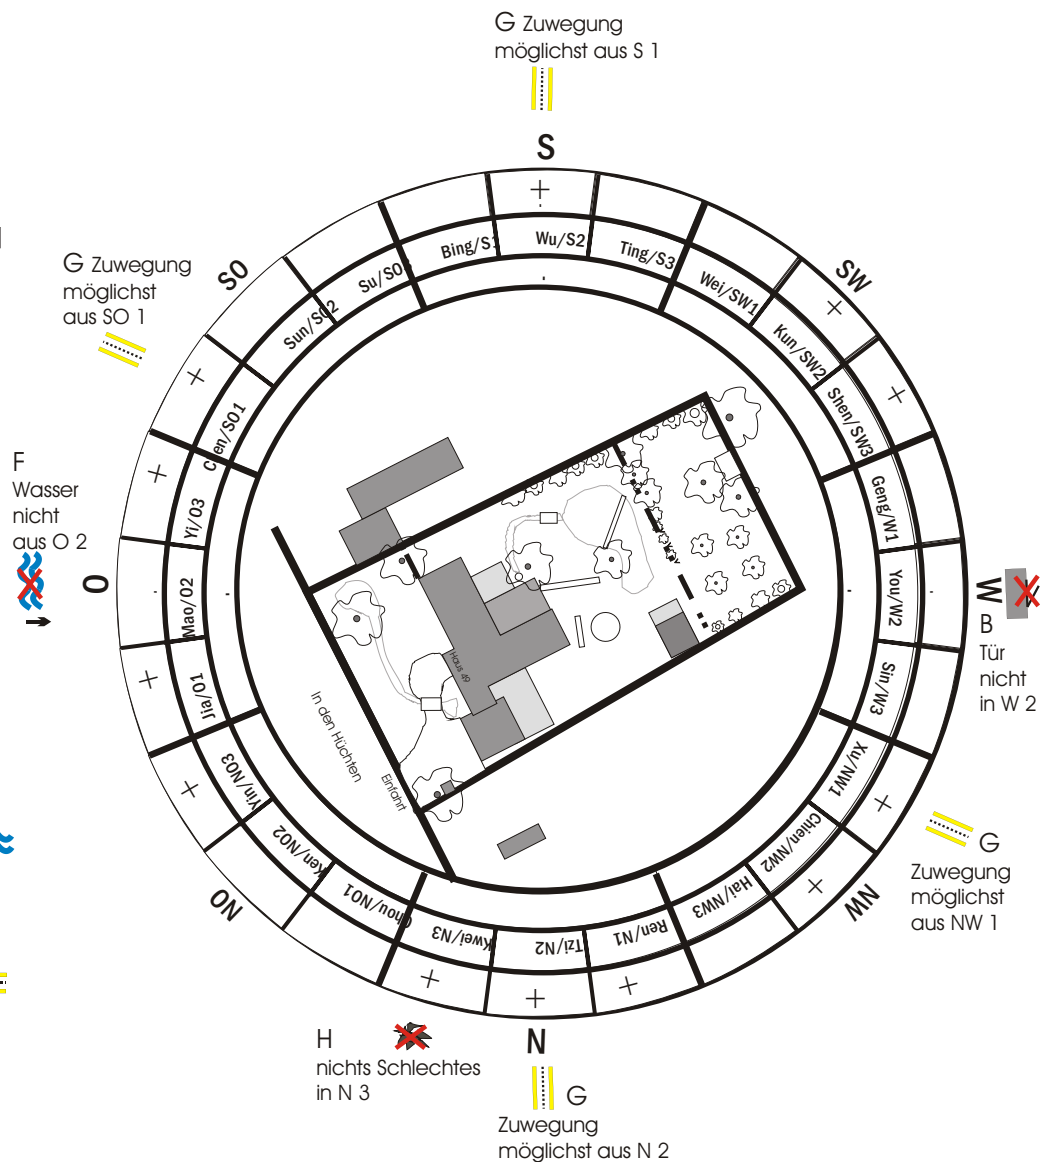 G Zuwegung
möglichst aus S 1
S
G Zuwegung
möglichst
aus SO 1
SO
SW
Bing/S1
Wu/S2
Ting/S3
Su/SO3
Wei/SW1
Sun/SO2
Kun/SW2
Chen/SO1
Shen/SW3
F
Wasser
nicht
aus O 2
O
Yi/O3
Geng/W1
Mao/O2
You/W2
Jia/O1
Sin/W3
W
B
Tür
nicht
in W 2
Haus 49
In den Hüchten
Einfahrt
Yin/NO3
Xu/NW1
Ken/NO2
Chien/NW2
Chou/NO1
Hai/NW3
Kwei/N3
Tzi/N2
Ren/N1
NO
NW
G
Zuwegung
möglichst
aus NW 1
H
nichts Schlechtes
in N 3
N
G
Zuwegung
möglichst aus N 2